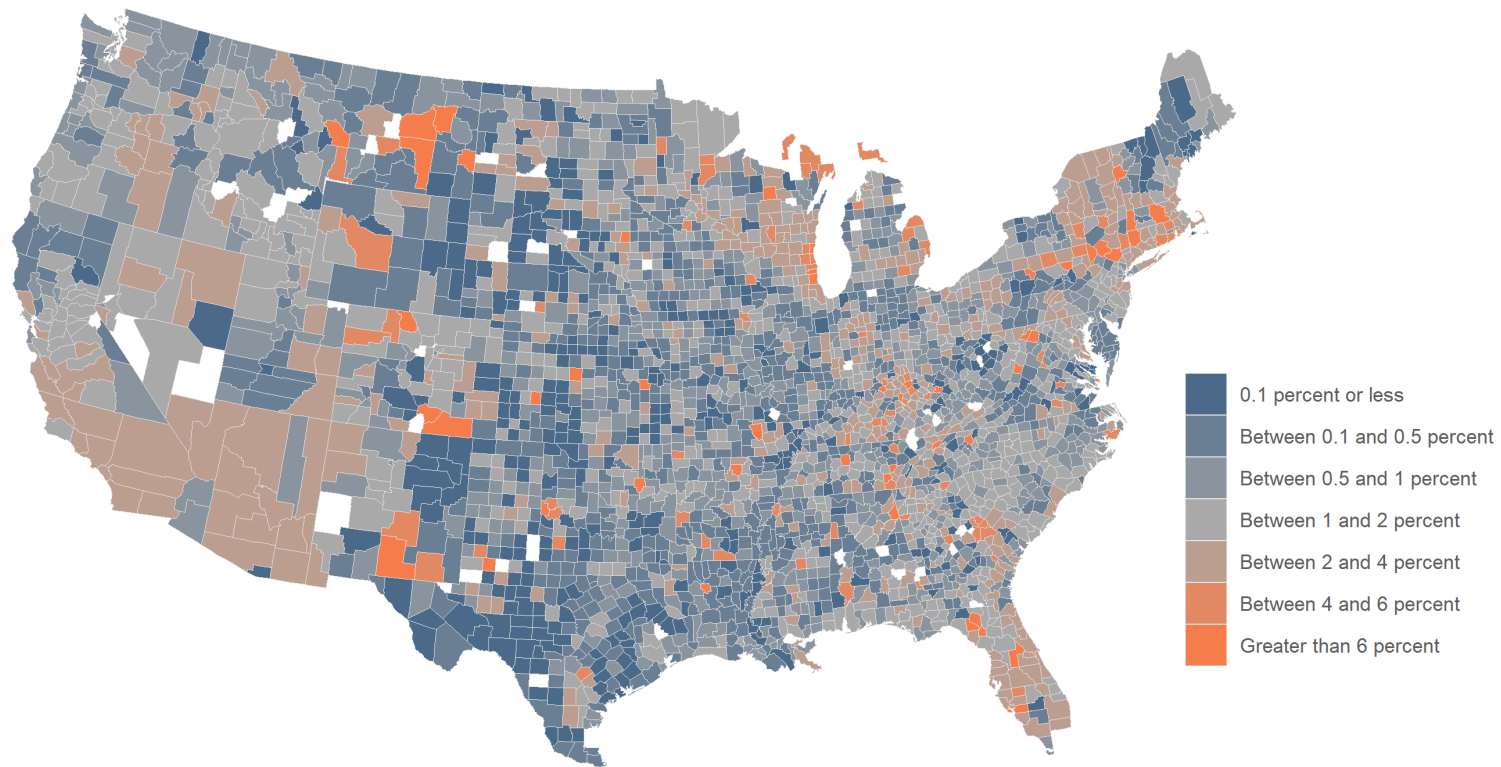 0.1 percent or less
Between 0.1 and 0.5 percent
Between 0.5 and 1 percent
Between 1 and 2 percent
Between 2 and 4 percent
Between 4 and 6 percent
Greater than 6 percent